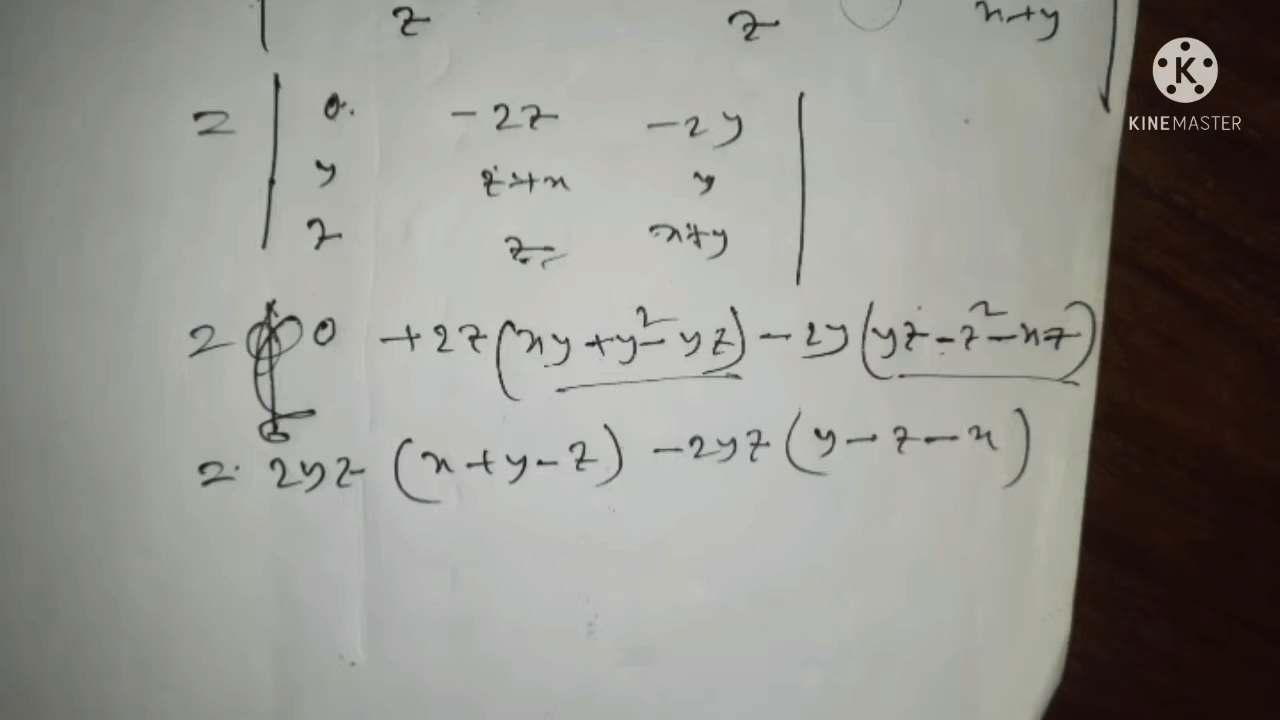 z z x+y
= | 0 -2z -2y |
y z+x y
z z x+y
= 0 +2z(xy+y²-yz) -2y(yz-z²-xz)
= 2yz(x+y-z) -2yz(y-z-x)
K
KINEMASTER